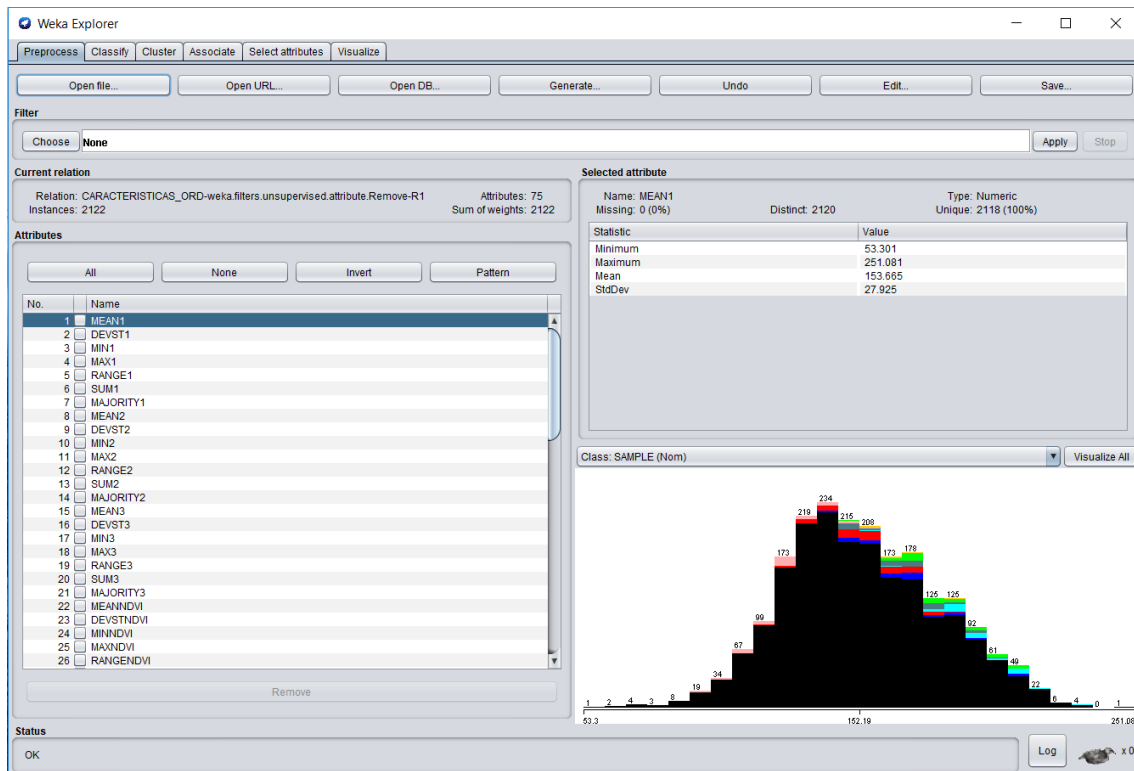 Weka Explorer
Preprocess Classify Cluster Associate Select attributes Visualize
Open file... Open URL... Open DB... Generate... Undo Edit... Save...
Filter
Choose None Apply Stop
Current relation
Relation: CARACTERISTICAS_ORD-weka.filters.unsupervised.attribute.Remove-R1 Attributes: 75
Instances: 2122 Sum of weights: 2122
Attributes
All None Invert Pattern
No. Name
1 MEAN1
2 DEVST1
3 MIN1
4 MAX1
5 RANGE1
6 SUM1
7 MAJORITY1
8 MEAN2
9 DEVST2
10 MIN2
11 MAX2
12 RANGE2
13 SUM2
14 MAJORITY2
15 MEAN3
16 DEVST3
17 MIN3
18 MAX3
19 RANGE3
20 SUM3
21 MAJORITY3
22 MEANNDVI
23 DEVSTNDVI
24 MINNDVI
25 MAXNDVI
26 RANGENDVI
Remove
Selected attribute
Name: MEAN1 Type: Numeric
Missing: 0 (0%) Distinct: 2120 Unique: 2118 (100%)
Statistic Value
Minimum 53.301
Maximum 251.081
Mean 153.665
StdDev 27.925
Class: SAMPLE (Nom) Visualize All
1 2 4 3 8 19 34 67 99 173 219 234 215 208 173 178 125 125 92 61 49 22 6 4 0 1
53.3 152.19 251.08
Status
OK Log x 0